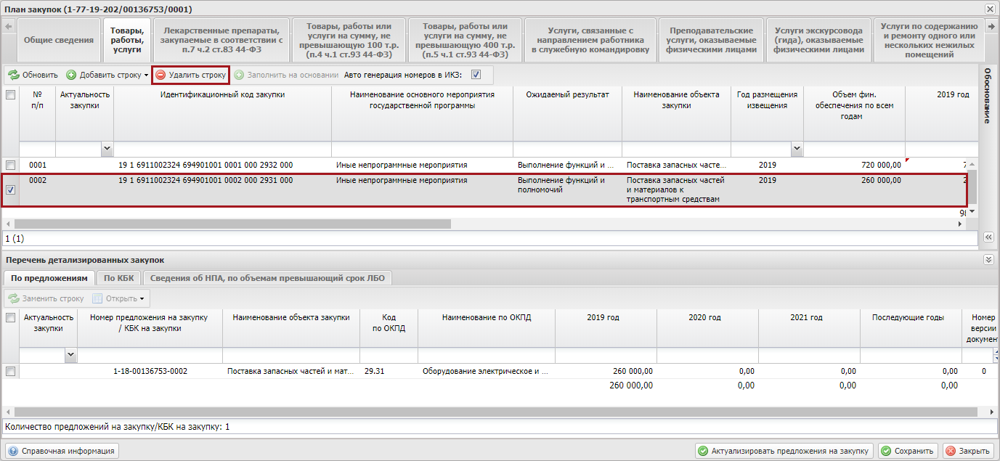 План закупок (1-77-19-202/00136753/0001)
Общие сведения
Товары, работы, услуги
Лекарственные препараты, закупаемые в соответствии с п.7 ч.2 ст.83 44-ФЗ
Товары, работы или услуги на сумму, не превышающую 100 т.р. (п.4 ч.1 ст.93 44-ФЗ)
Товары, работы или услуги на сумму, не превышающую 400 т.р. (п.5 ч.1 ст.93 44-ФЗ)
Услуги, связанные с направлением работника в служебную командировку
Преподавательские услуги, оказываемые физическими лицами
Услуги экскурсовода (гида), оказываемые физическими лицами
Услуги по содержанию и ремонту одного или нескольких нежилых помещений
Обновить Добавить строку Удалить строку Заполнить на основании Авто генерация номеров в ИКЗ:
Обоснование
№ п/п Актуальность закупки Идентификационный код закупки Наименование основного мероприятия государственной программы Ожидаемый результат Наименование объекта закупки Год размещения извещения Объем фин. обеспечения по всем годам 2019 год
0001 19 1 6911002324 694901001 0001 000 2932 000 Иные непрограммные мероприятия Выполнение функций и ... Поставка запасных часте... 2019 720 000,00 7
0002 19 1 6911002324 694901001 0002 000 2931 000 Иные непрограммные мероприятия Выполнение функций и полномочий Поставка запасных частей и материалов к транспортным средствам 2019 260 000,00 2
1 (1)
Перечень детализированных закупок
По предложениям По КБК Сведения об НПА, по объемам превышающий срок ЛБО
Заменить строку Открыть
Актуальность закупки Номер предложения на закупку / КБК на закупки Наименование объекта закупки Код по ОКПД Наименование по ОКПД 2019 год 2020 год 2021 год Последующие годы Номер версии докумен
1-18-00136753-0002 Поставка запасных частей и мат... 29.31 Оборудование электрическое и ... 260 000,00 0,00 0,00 0,00 0
260 000,00 0,00 0,00 0,00
Количество предложений на закупку/КБК на закупку: 1
Справочная информация Актуализировать предложения на закупку Сохранить Закрыть